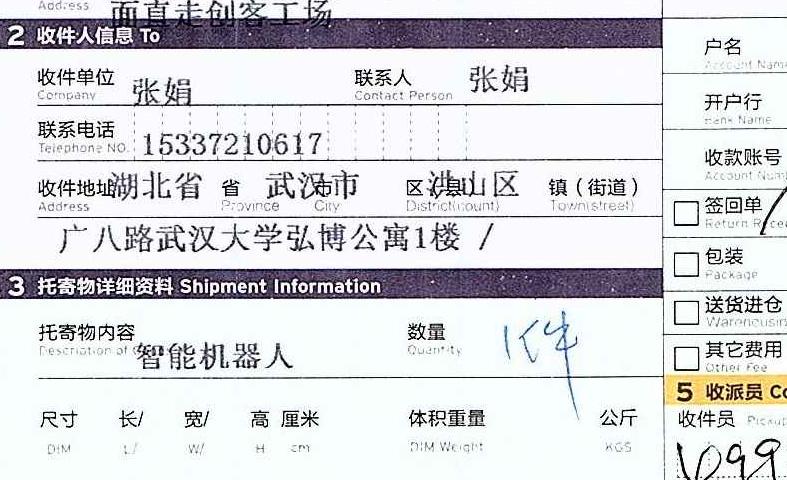 Address 面直走创客工场
2 收件人信息 To
收件单位 张娟 联系人 张娟
Company Contact Person
联系电话 15337210617
Telephone NO.
收件地址 湖北省 省 武汉市 市 区(县) 洪山区 镇（街道）
Address Province City District(county) Town(street)
广八路武汉大学弘博公寓1楼 /
3 托寄物详细资料 Shipment Information
托寄物内容 智能机器人 数量 1件
Description of Quantity
尺寸 长/ 宽/ 高 厘米 体积重量 公斤
DIM L/ W/ H cm DIM Weight KGS
户名
Account Name
开户行
Bank Name
收款账号
Account Num
签回单
Return Rece
包装
Package
送货进仓
Warehousin
其它费用
Other Fee
5 收派员 Co
收件员 Pickup
1099